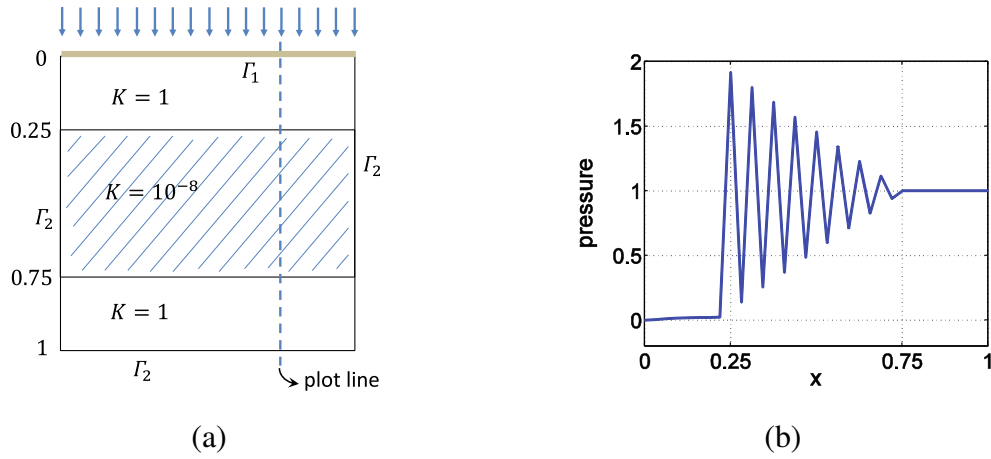 0
Γ₁
K = 1
0.25
K = 10⁻⁸
Γ₂
Γ₂
0.75
K = 1
1
Γ₂
plot line
(a)
2
1.5
1
0.5
0
pressure
0 0.25 0.75 1
x
(b)